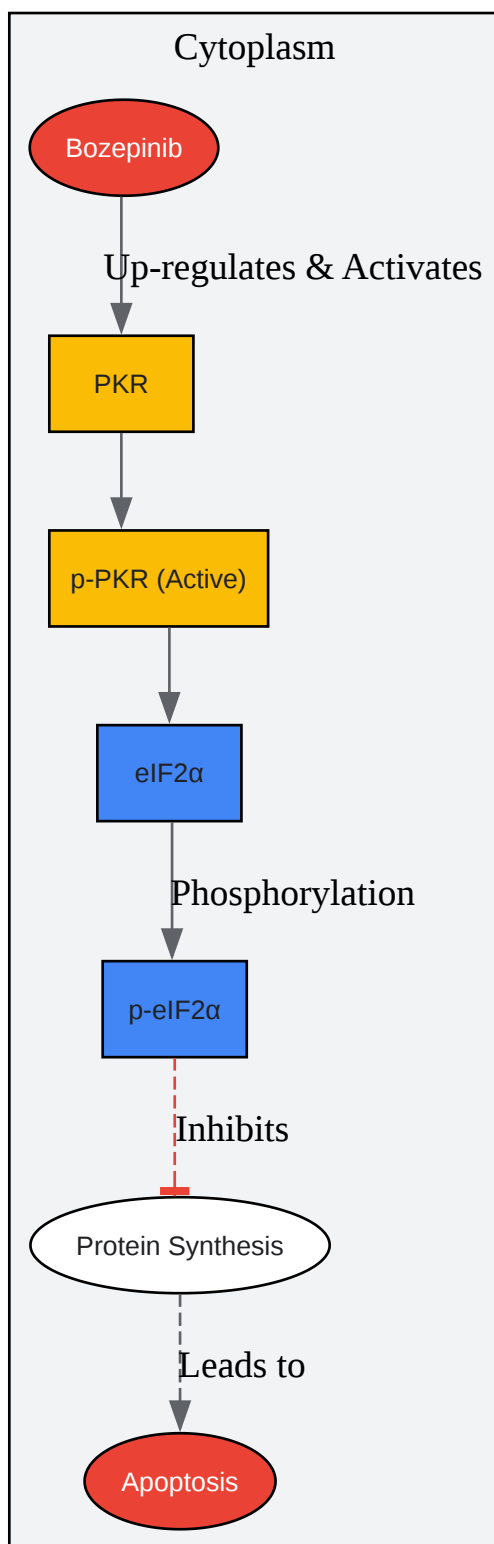 Cytoplasm
Bozepinib
Up-regulates & Activates
PKR
p-PKR (Active)
eIF2α
Phosphorylation
p-eIF2α
Inhibits
Protein Synthesis
Leads to
Apoptosis